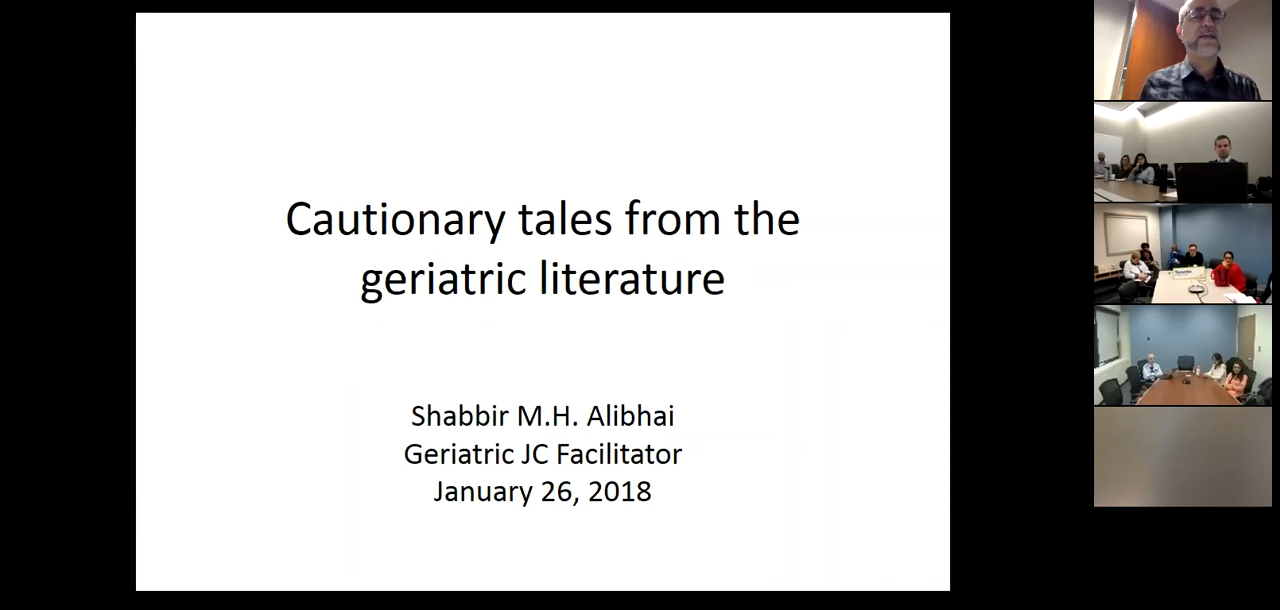 Cautionary tales from the
geriatric literature
Shabbir M.H. Alibhai
Geriatric JC Facilitator
January 26, 2018